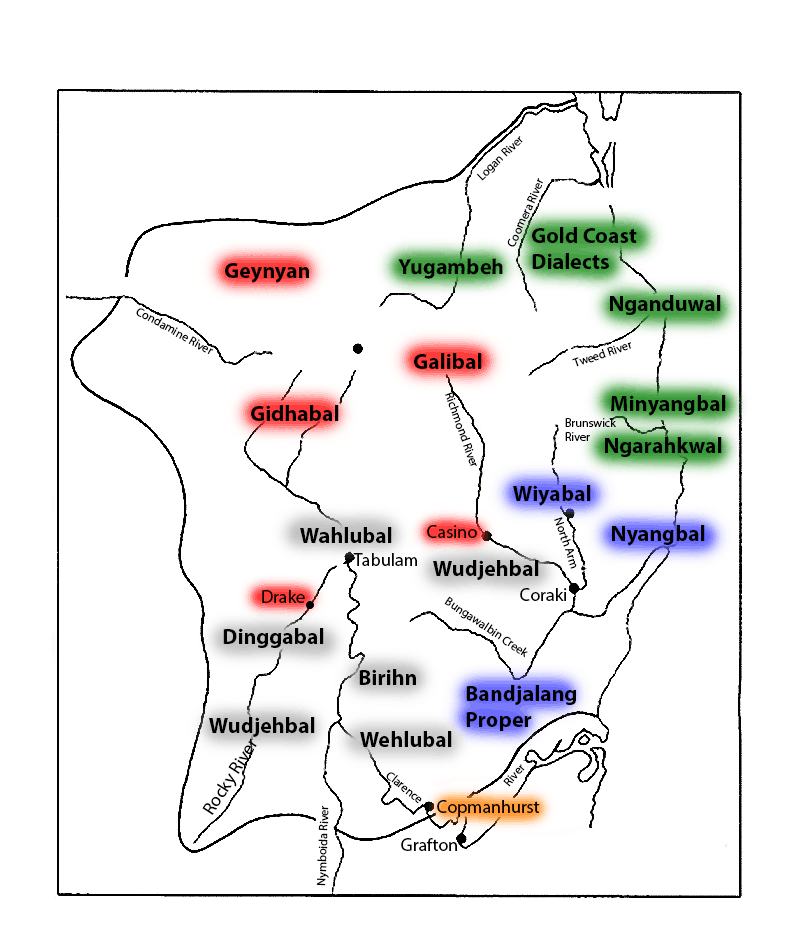 Logan River
Coomera River
Gold Coast
Dialects
Geynyan
Yugambeh
Nganduwal
Condamine River
Tweed River
Galibal
Gidhabal
Richmond River
Minyangbal
Brunswick
River
Ngarahkwal
Wiyabal
Wahlubal
Casino
North Arm
Nyangbal
Tabulam
Wudjehbal
Drake
Coraki
Bungawalbin Creek
Dinggabal
Birihn
Bandjalang
Proper
Wudjehbal
Wehlubal
Rocky River
Clarence
River
Copmanhurst
Nymboida River
Grafton